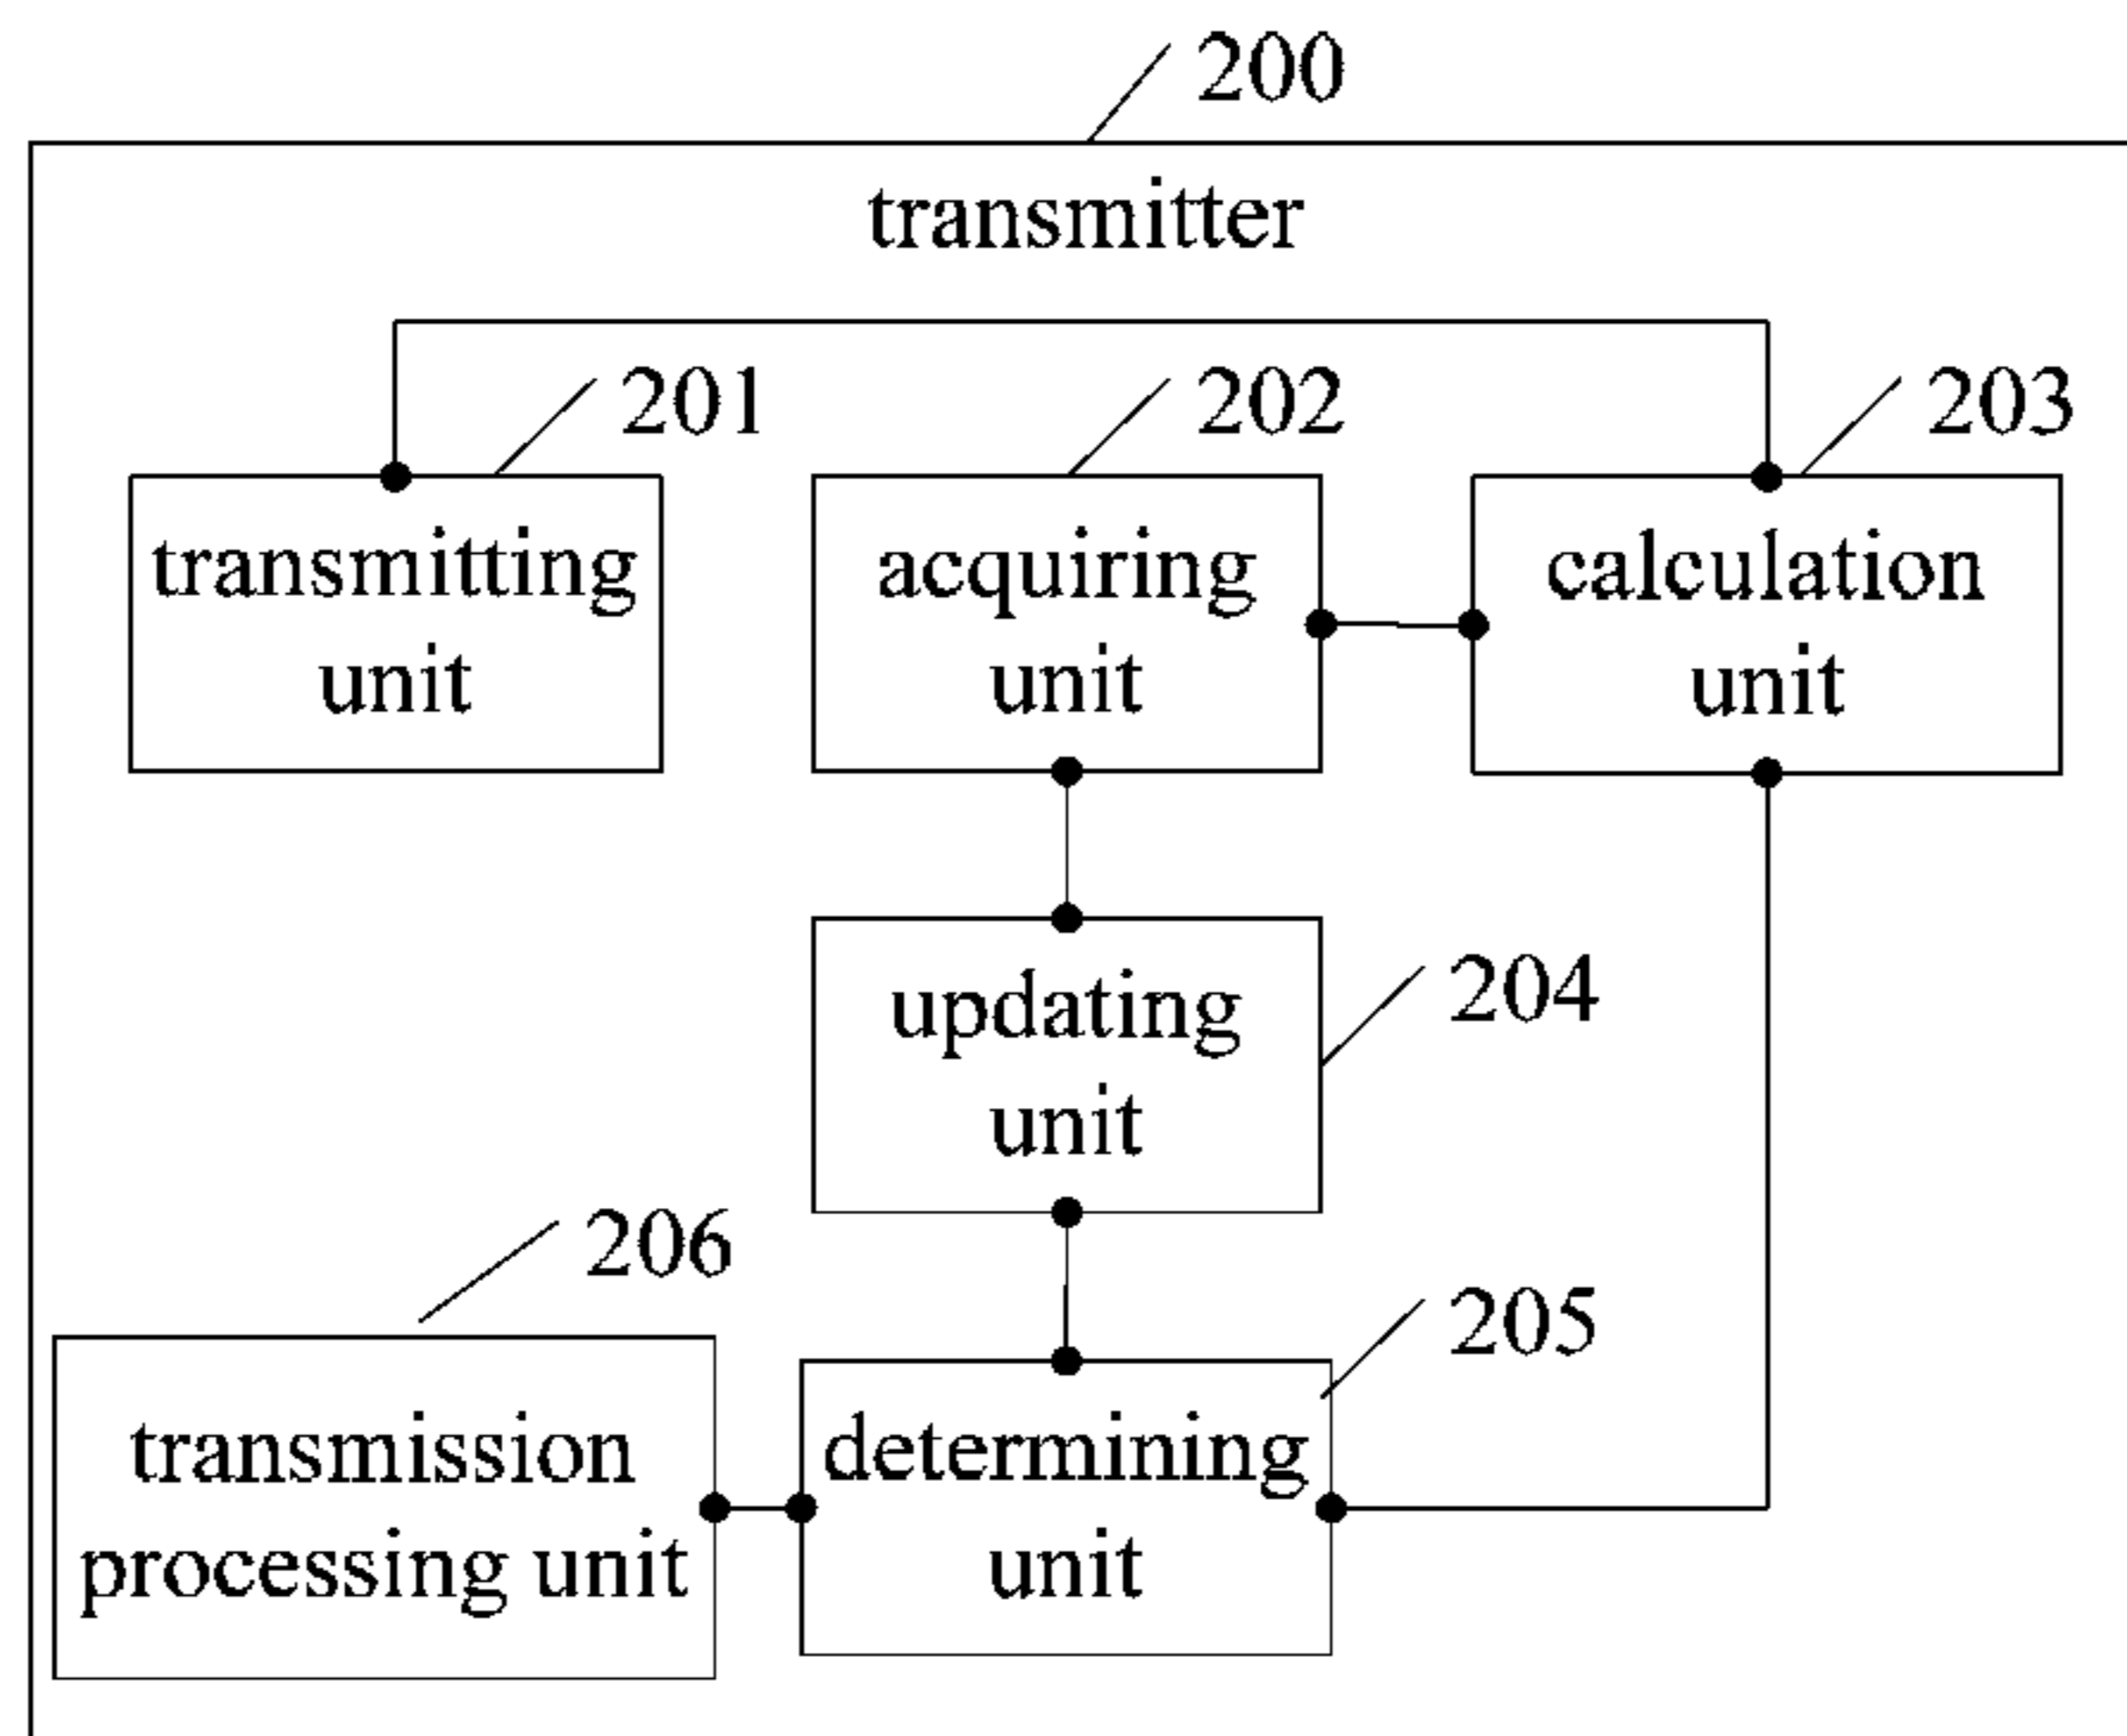 200
transmitter
201
202
203
transmitting
unit
acquiring
unit
calculation
unit
updating
unit
204
206
205
transmission
processing unit
determining
unit